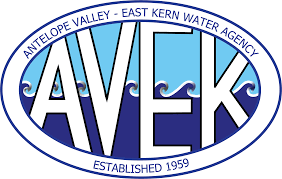 ANTELOPE VALLEY - EAST KERN WATER AGENCY
AVEK
ESTABLISHED 1959